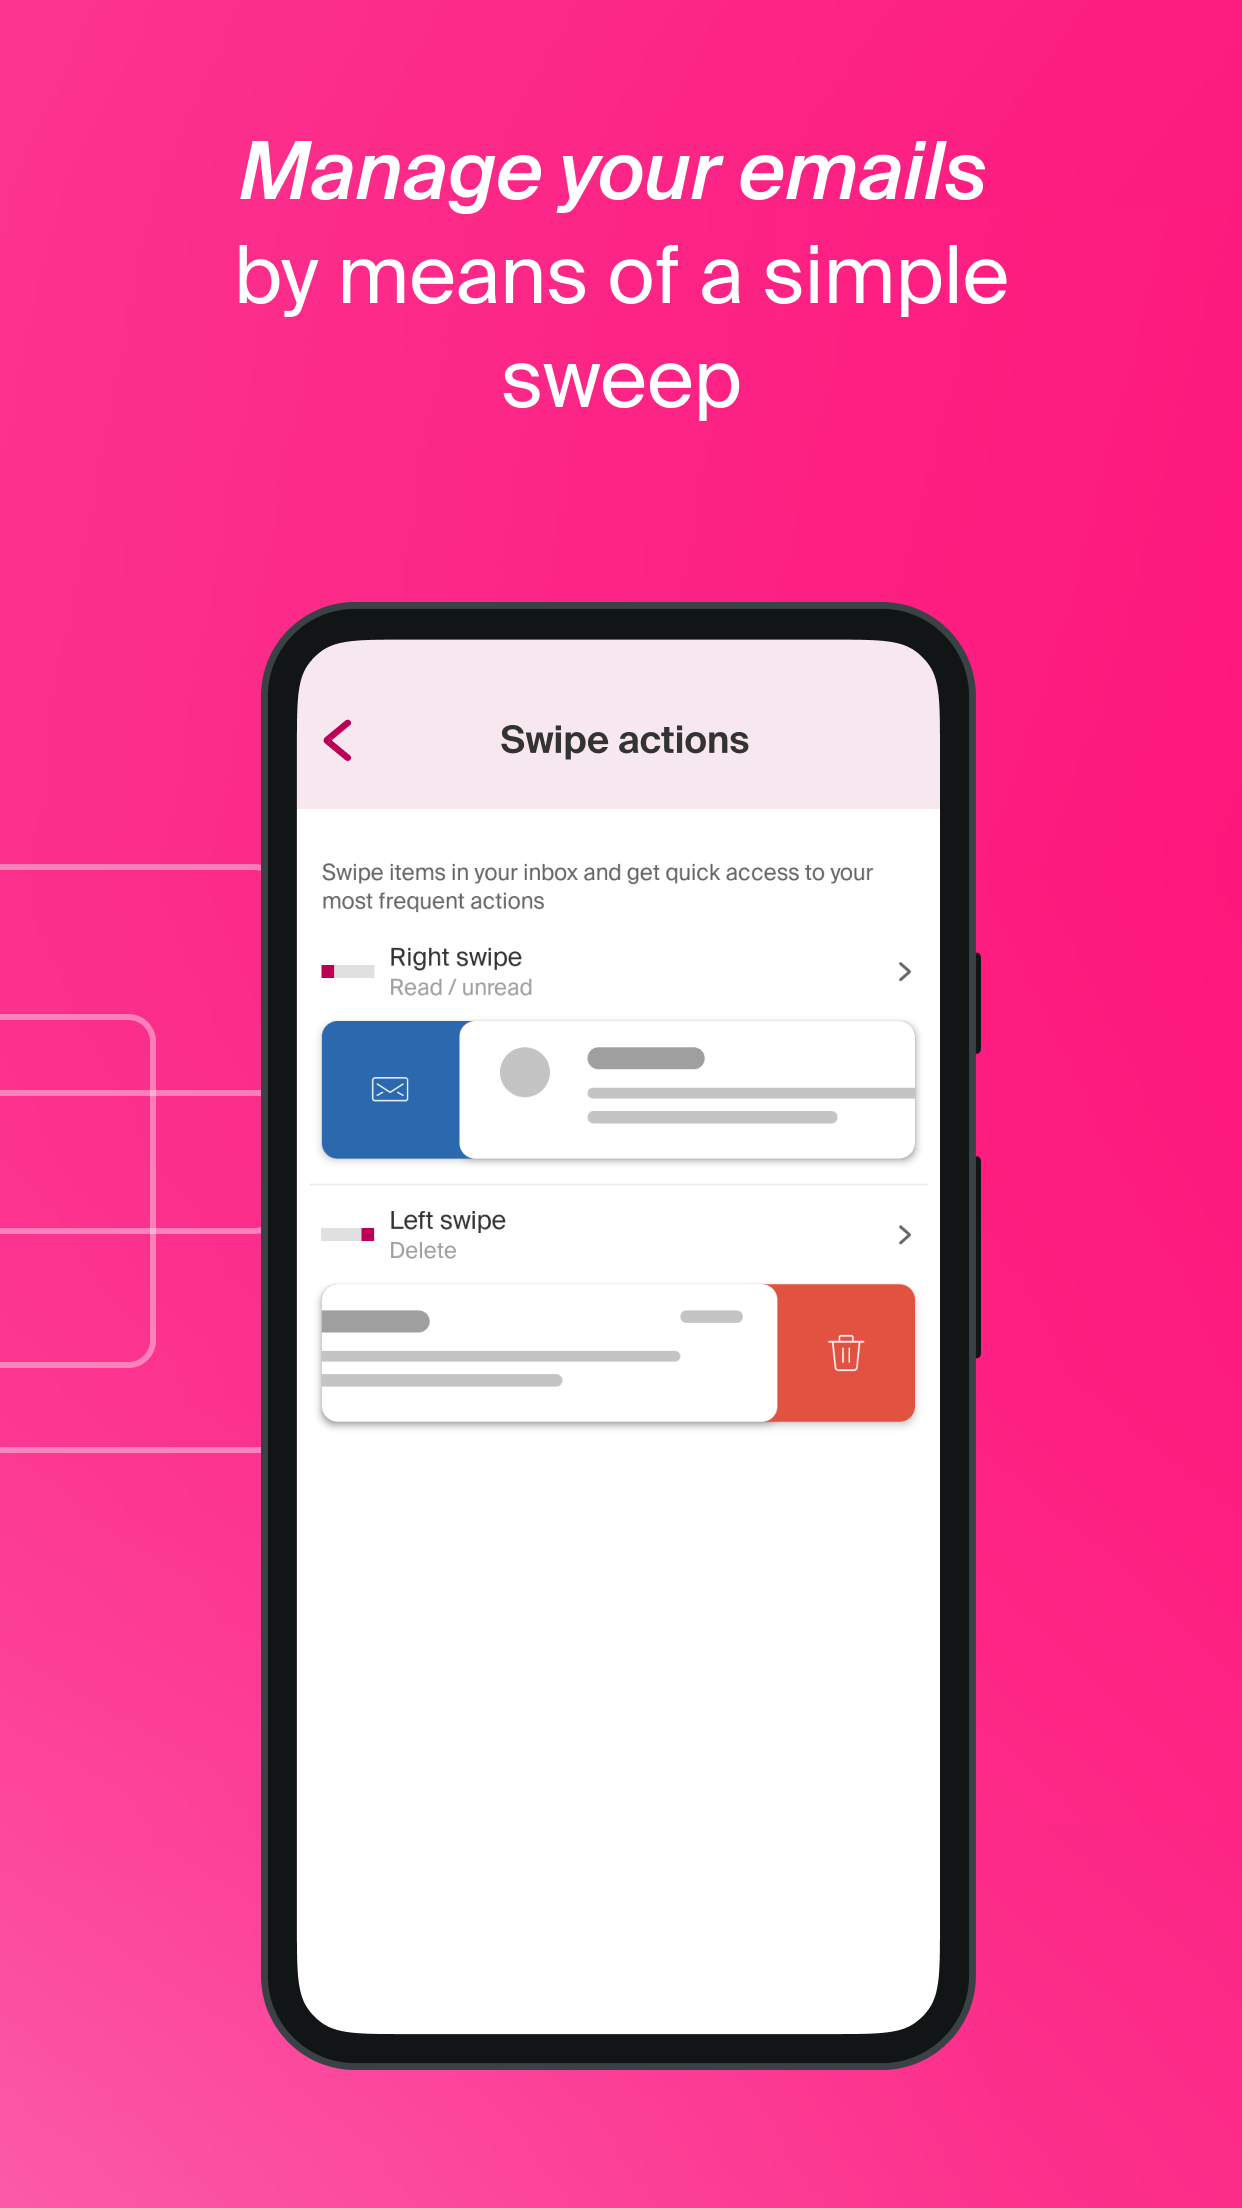 Manage your emails
by means of a simple
sweep
Swipe actions
Swipe items in your inbox and get quick access to your
most frequent actions
Right swipe
Read / unread
Left swipe
Delete